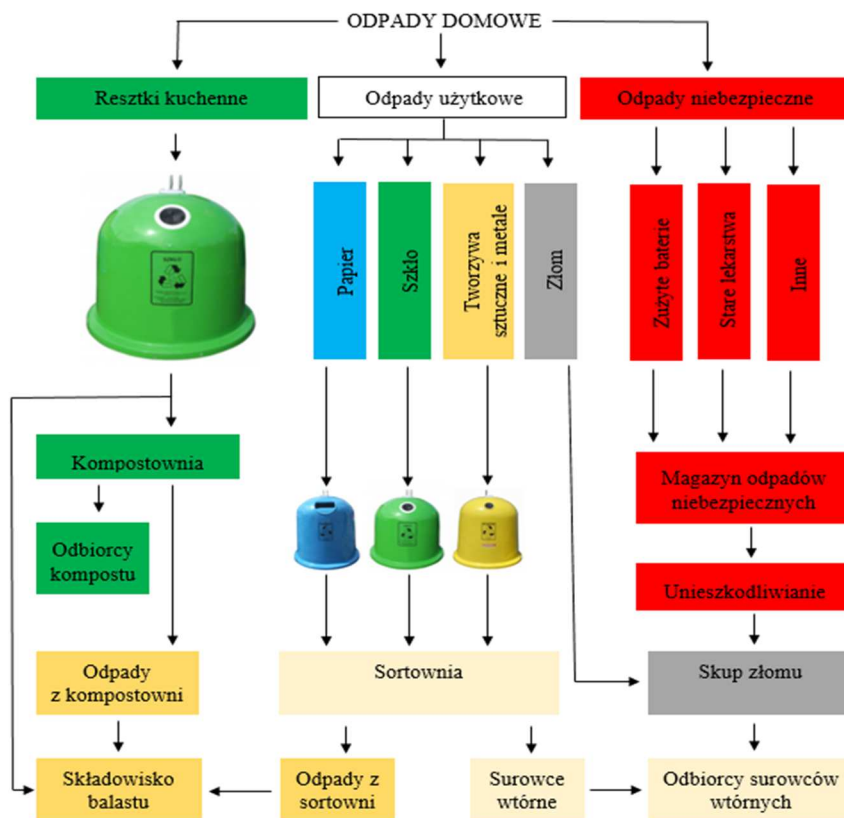 ODPADY DOMOWE
Resztki kuchenne
Odpady użytkowe
Odpady niebezpieczne
SZKŁO
Papier
Szkło
Tworzywa
sztuczne i metale
Złom
Zużyte baterie
Stare lekarstwa
Inne
Kompostownia
Odbiorcy
kompostu
Magazyn odpadów
niebezpiecznych
Unieszkodliwianie
Odpady
z kompostowni
Sortownia
Skup złomu
Składowisko
balastu
Odpady z
sortowni
Surowce
wtórne
Odbiorcy surowców
wtórnych